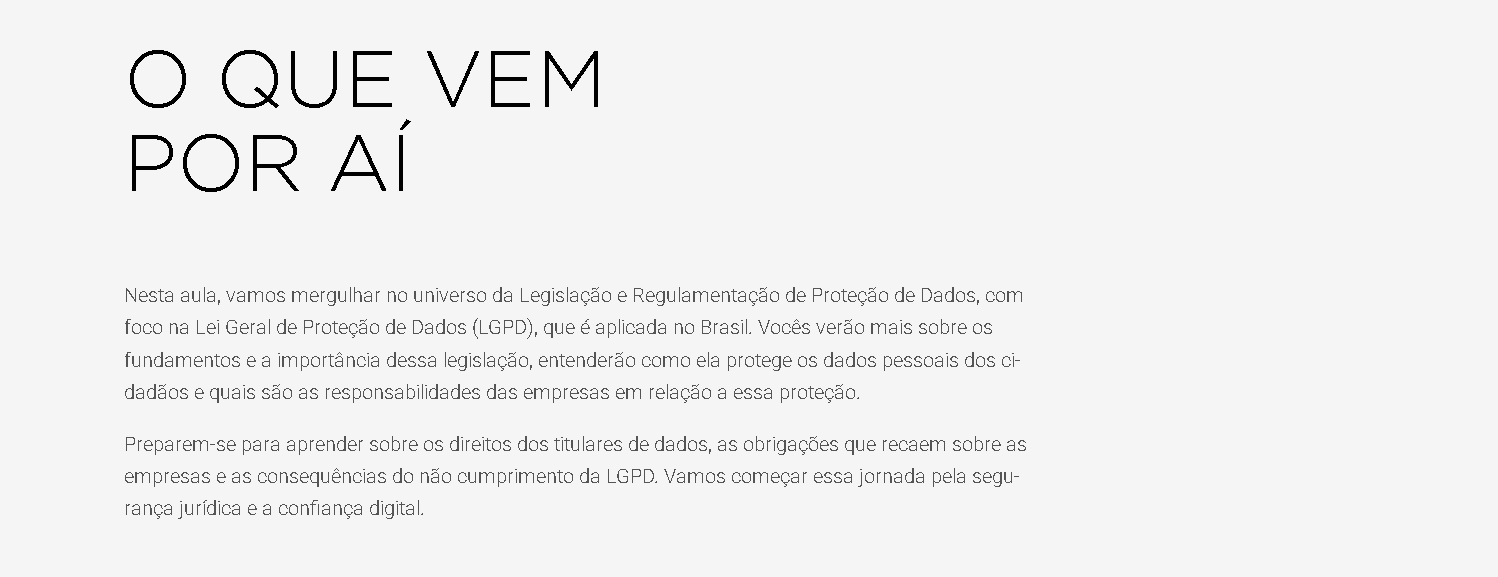 O QUE VEM
POR AÍ
Nesta aula, vamos mergulhar no universo da Legislação e Regulamentação de Proteção de Dados, com
foco na Lei Geral de Proteção de Dados (LGPD), que é aplicada no Brasil. Vocês verão mais sobre os
fundamentos e a importância dessa legislação, entenderão como ela protege os dados pessoais dos ci-
dadãos e quais são as responsabilidades das empresas em relação a essa proteção.
Preparem-se para aprender sobre os direitos dos titulares de dados, as obrigações que recaem sobre as
empresas e as consequências do não cumprimento da LGPD. Vamos começar essa jornada pela segu-
rança jurídica e a confiança digital.